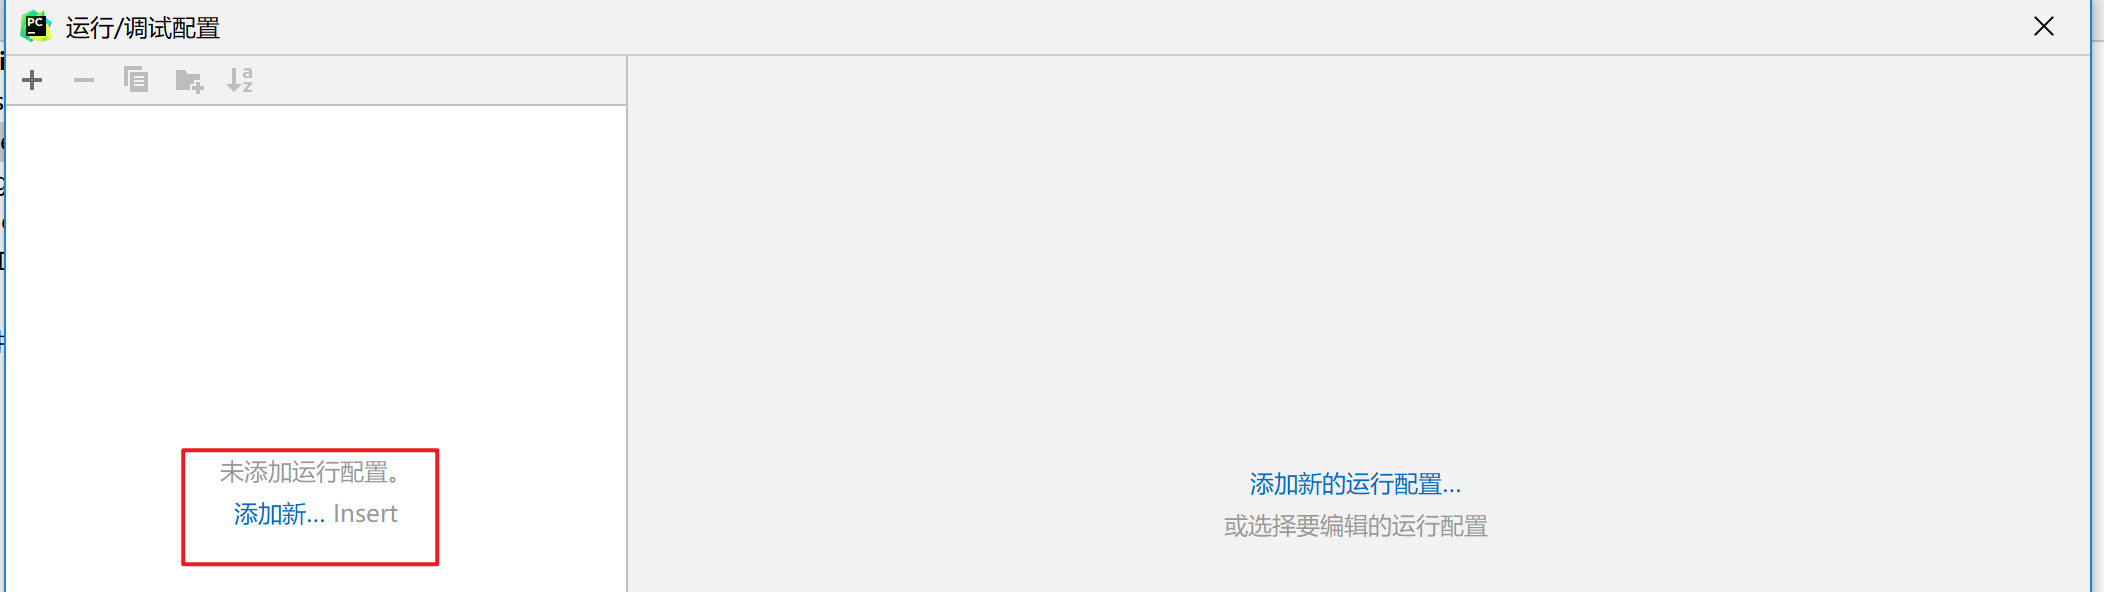 PC
运行/调试配置
未添加运行配置。
添加新... Insert
添加新的运行配置...
或选择要编辑的运行配置